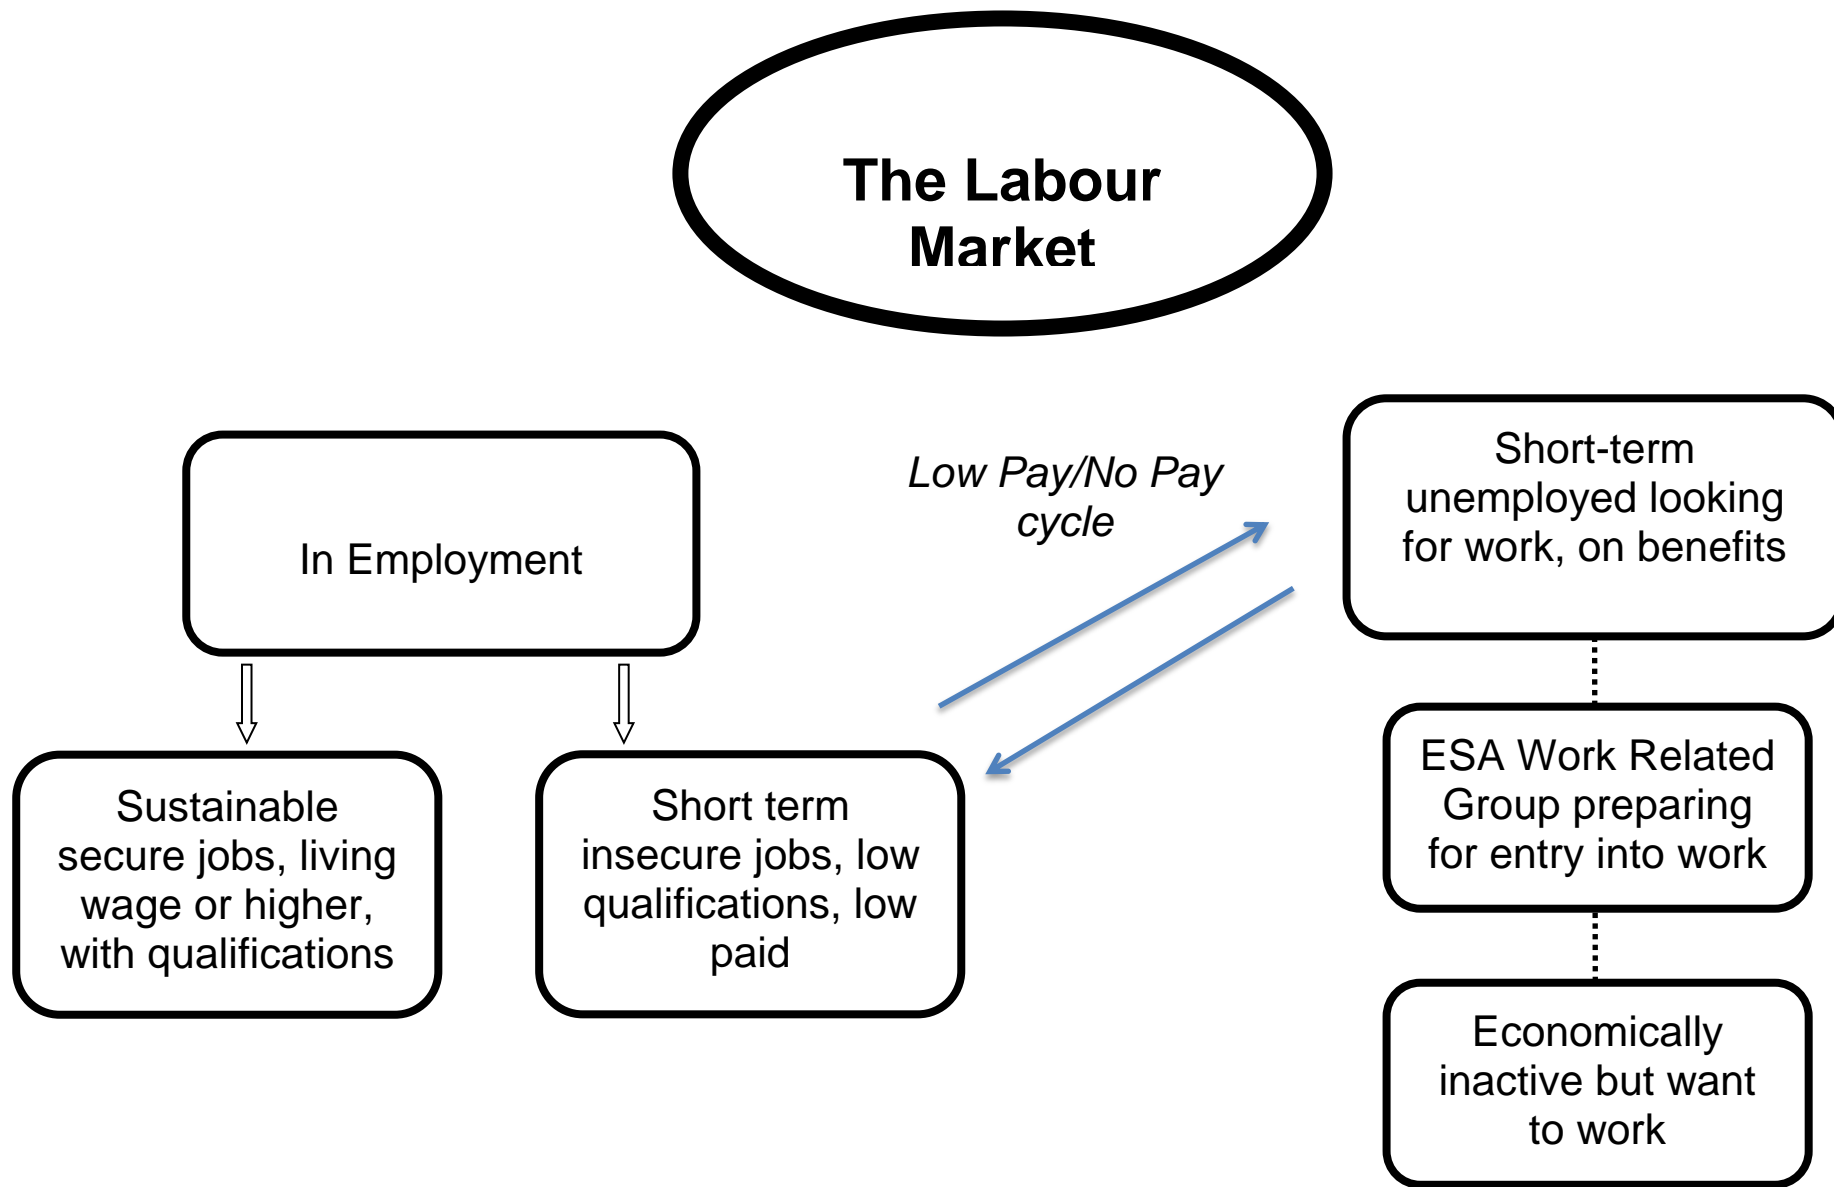 The Labour
Market
In Employment
Low Pay/No Pay
cycle
Short-term
unemployed looking
for work, on benefits
Sustainable
secure jobs, living
wage or higher,
with qualifications
Short term
insecure jobs, low
qualifications, low
paid
ESA Work Related
Group preparing
for entry into work
Economically
inactive but want
to work